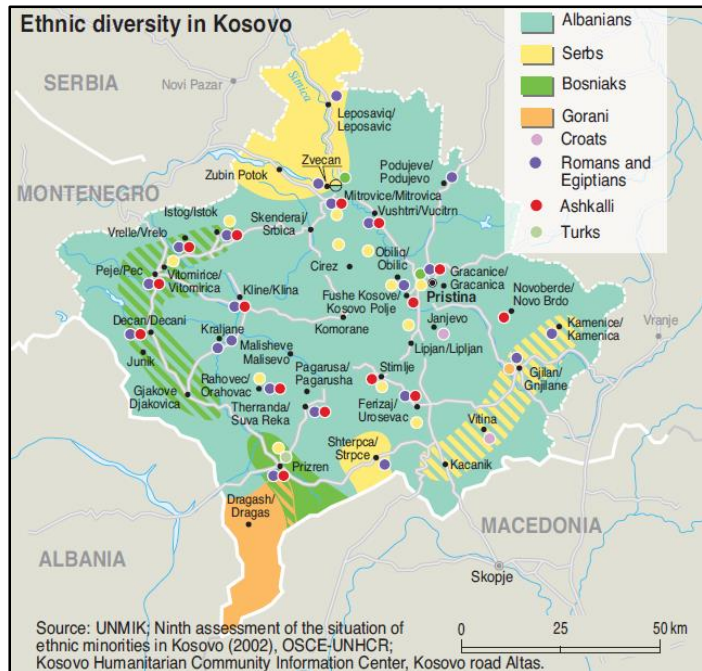 Ethnic diversity in Kosovo
Albanians
Serbs
Bosniaks
Gorani
Croats
Romans and
Egiptians
Ashkalli
Turks
SERBIA
Novi Pazar
Simica
Leposaviq/
Leposavic
Zvecan
Zubin Potok
Podujeve/
Podujevo
MONTENEGRO
Mitrovice/Mitrovica
Istog/Istok
Vushtrri/Vucitrn
Vrelle/Vrelo
Skenderaj/
Srbica
Obiliq/
Obilic
Cirez
Peje/Pec
Vitomirice/
Vitomirica
Gracanice/
Gracanica
Kline/Klina
Fushe Kosove/
Kosovo Polje
Pristina
Novoberde/
Novo Brdo
Decan/Decani
Kraljane
Komorane
Janjevo
Kamenice/
Kamenica
Vranje
Malisheve
Malisevo
Lipjan/Lipljan
Junik
Pagarusa/
Pagarusha
Stimlje
Gjilan/
Gnjilane
Rahovec/
Orahovac
Gjakove
Djakovica
Therranda/
Suva Reka
Ferizaj/
Urosevac
Vitina
Shterpca/
Strpce
Kacanik
Prizren
Dragash/
Dragas
MACEDONIA
ALBANIA
Skopje
Source: UNMIK; Ninth assessment of the situation of
ethnic minorities in Kosovo (2002), OSCE-UNHCR;
Kosovo Humanitarian Community Information Center, Kosovo road Altas.
0 25 50 km